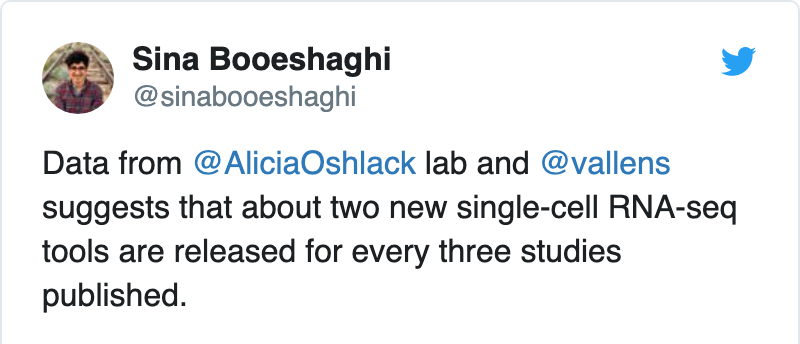 Sina Booeshaghi
@sinabooeshaghi
Data from @AliciaOshlack lab and @vallens
suggests that about two new single-cell RNA-seq
tools are released for every three studies
published.